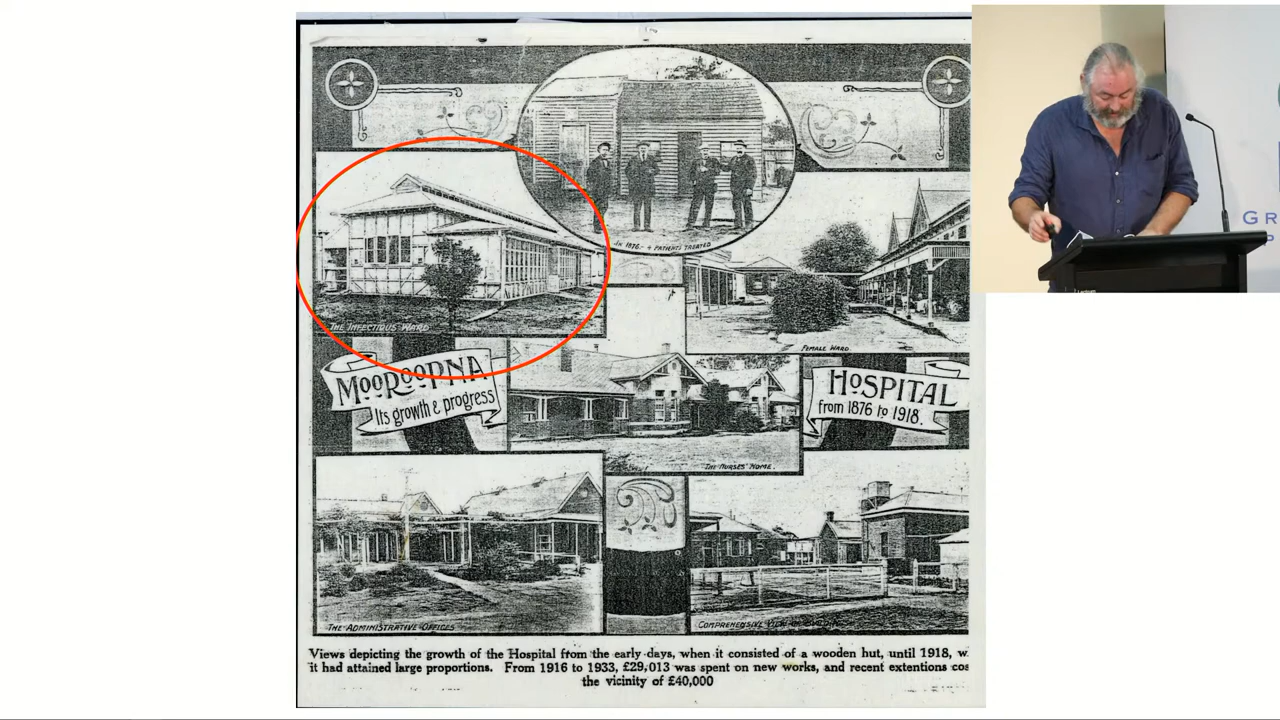 IN 1876:- 4 PATIENTS TREATED
THE INFECTIOUS WARD
FEMALE WARD.
MOOROOPNA
Its growth & progress
HOSPITAL
from 1876 to 1918.
THE NURSES' HOME.
THE ADMINISTRATIVE OFFICES
COMPREHENSIVE VIEW
Views depicting the growth of the Hospital from the early days, when it consisted of a wooden hut, until 1918, w
it had attained large proportions. From 1916 to 1933, £29,013 was spent on new works, and recent extentions cos
the vicinity of £40,000
GR
P